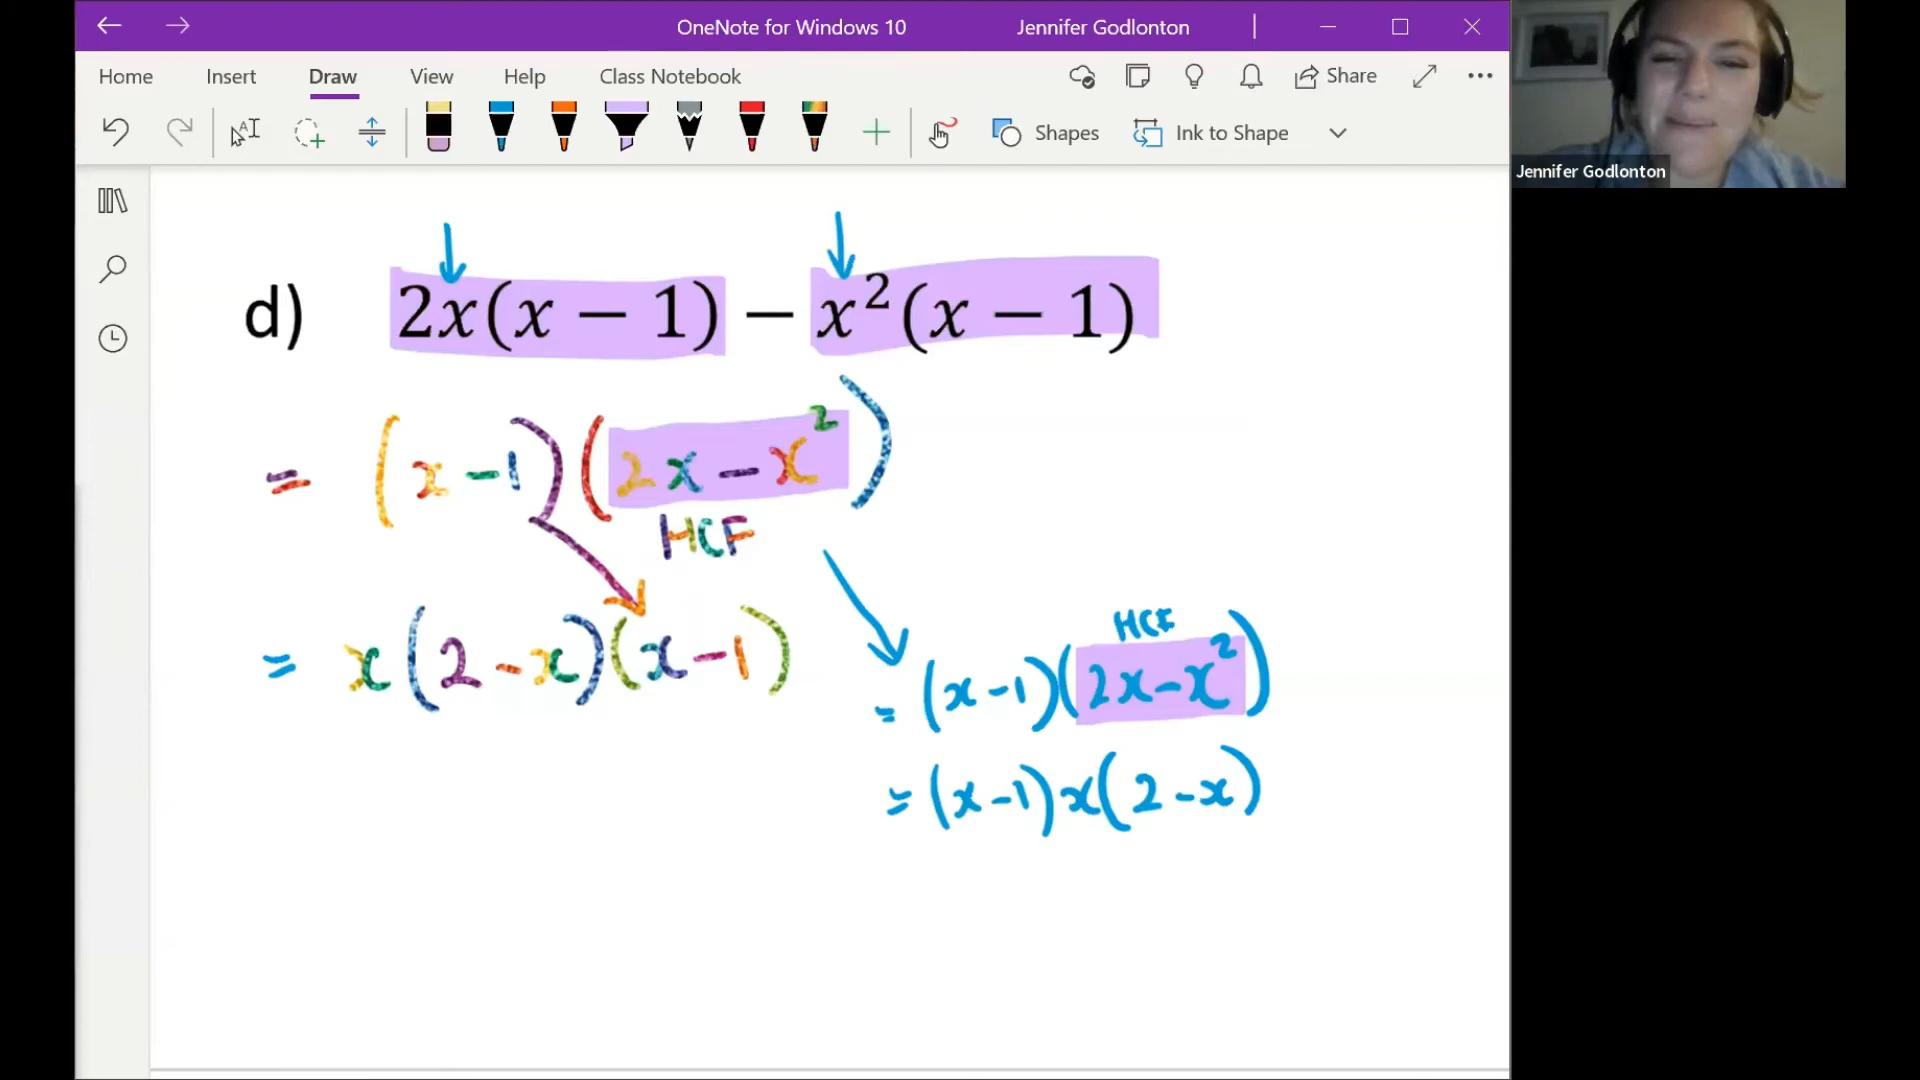 OneNote for Windows 10 Jennifer Godlonton
Home Insert Draw View Help Class Notebook Share
Shapes Ink to Shape
Jennifer Godlonton
d) 2x(x − 1) − x²(x − 1)
= (x-1)(2x-x²)
HCF
= x(2-x)(x-1)
HCF
= (x-1)(2x-x²)
= (x-1)x(2-x)